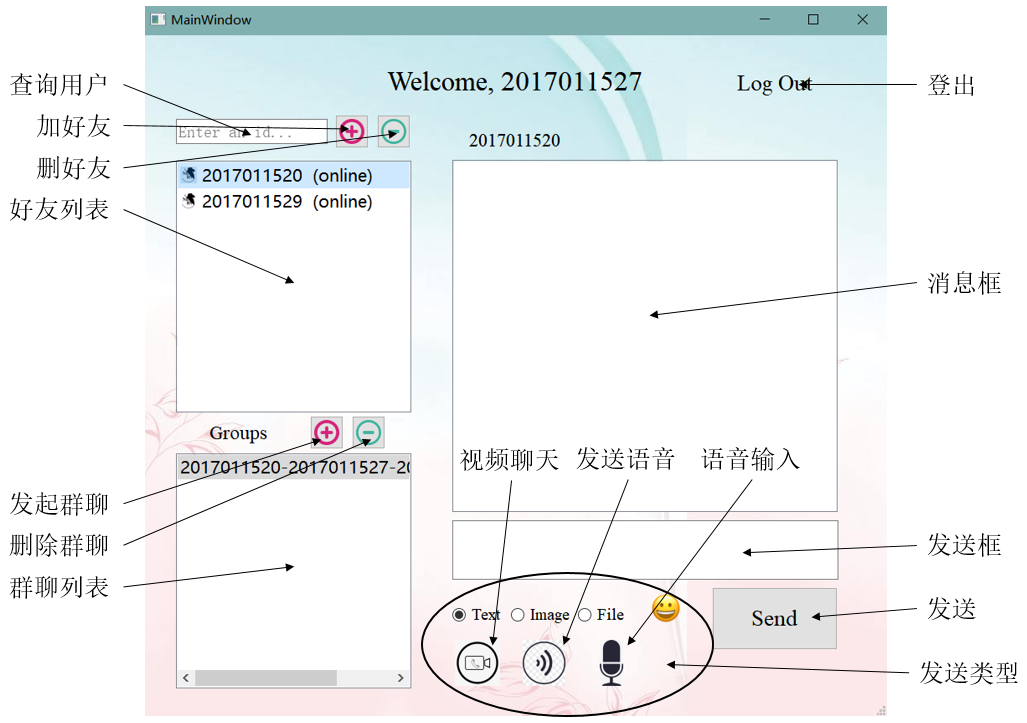 MainWindow
Welcome, 2017011527
Log Out
登出
查询用户
Enter an id...
加好友
删好友
2017011520
好友列表
2017011520 (online)
2017011529 (online)
消息框
Groups
2017011520-2017011527-20
视频聊天
发送语音
语音输入
发起群聊
删除群聊
群聊列表
发送框
Text
Image
File
Send
发送
发送类型